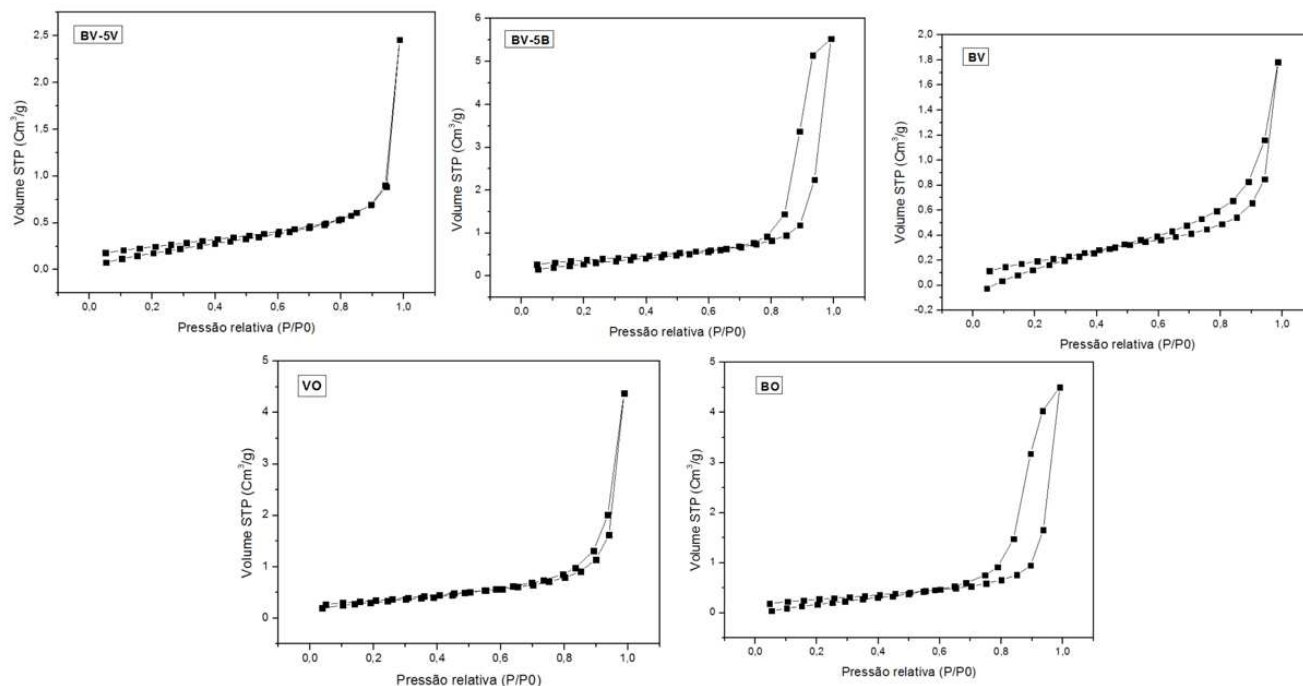 BV-5V
Volume STP (Cm³/g)
2,5
2,0
1,5
1,0
0,5
0,0
0,0 0,2 0,4 0,6 0,8 1,0
Pressão relativa (P/P0)
BV-5B
Volume STP (Cm³/g)
6
5
4
3
2
1
0
0,0 0,2 0,4 0,6 0,8 1,0
Pressão relativa (P/P0)
BV
Volume STP (Cm³/g)
2,0
1,8
1,6
1,4
1,2
1,0
0,8
0,6
0,4
0,2
0,0
-0,2
0,0 0,2 0,4 0,6 0,8 1,0
Pressão relativa (P/P0)
VO
Volume STP (Cm³/g)
5
4
3
2
1
0
0,0 0,2 0,4 0,6 0,8 1,0
Pressão relativa (P/P0)
BO
Volume STP (Cm³/g)
5
4
3
2
1
0
0,0 0,2 0,4 0,6 0,8 1,0
Pressão relativa (P/P0)